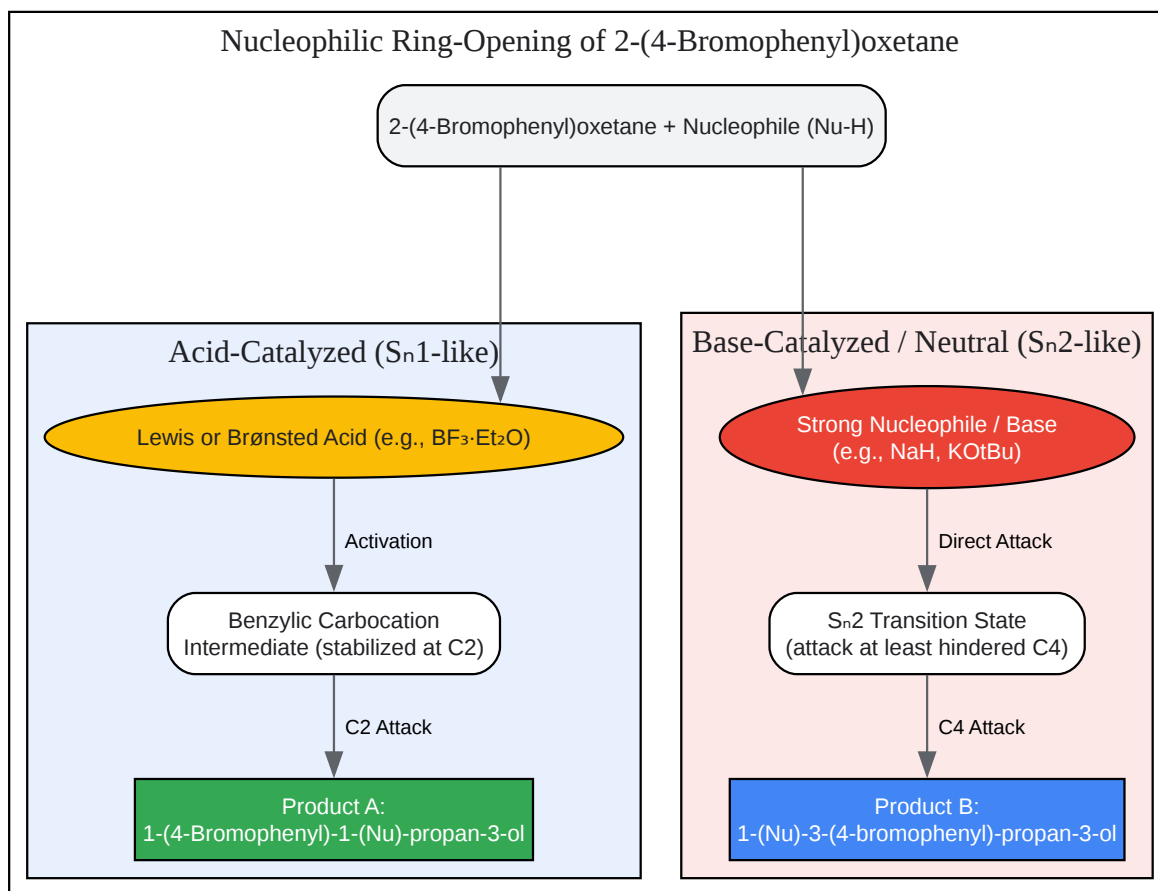 Nucleophilic Ring-Opening of 2-(4-Bromophenyl)oxetane
2-(4-Bromophenyl)oxetane + Nucleophile (Nu-H)
Acid-Catalyzed (Sₙ1-like)
Lewis or Brønsted Acid (e.g., BF₃·Et₂O)
Activation
Benzylic Carbocation
Intermediate (stabilized at C2)
C2 Attack
Product A:
1-(4-Bromophenyl)-1-(Nu)-propan-3-ol
Base-Catalyzed / Neutral (Sₙ2-like)
Strong Nucleophile / Base
(e.g., NaH, KOtBu)
Direct Attack
Sₙ2 Transition State
(attack at least hindered C4)
C4 Attack
Product B:
1-(Nu)-3-(4-bromophenyl)-propan-3-ol